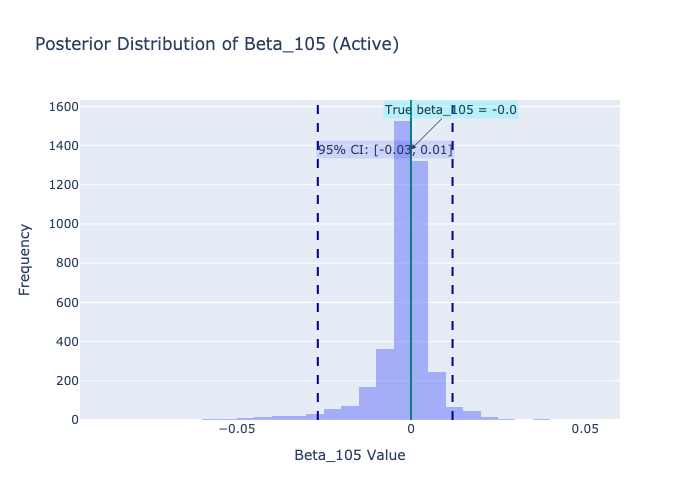 Posterior Distribution of Beta_105 (Active)
True beta_105 = -0.0
95% CI: [-0.03, 0.01]
1600
1400
1200
1000
800
600
400
200
0
Frequency
−0.05
0
0.05
Beta_105 Value